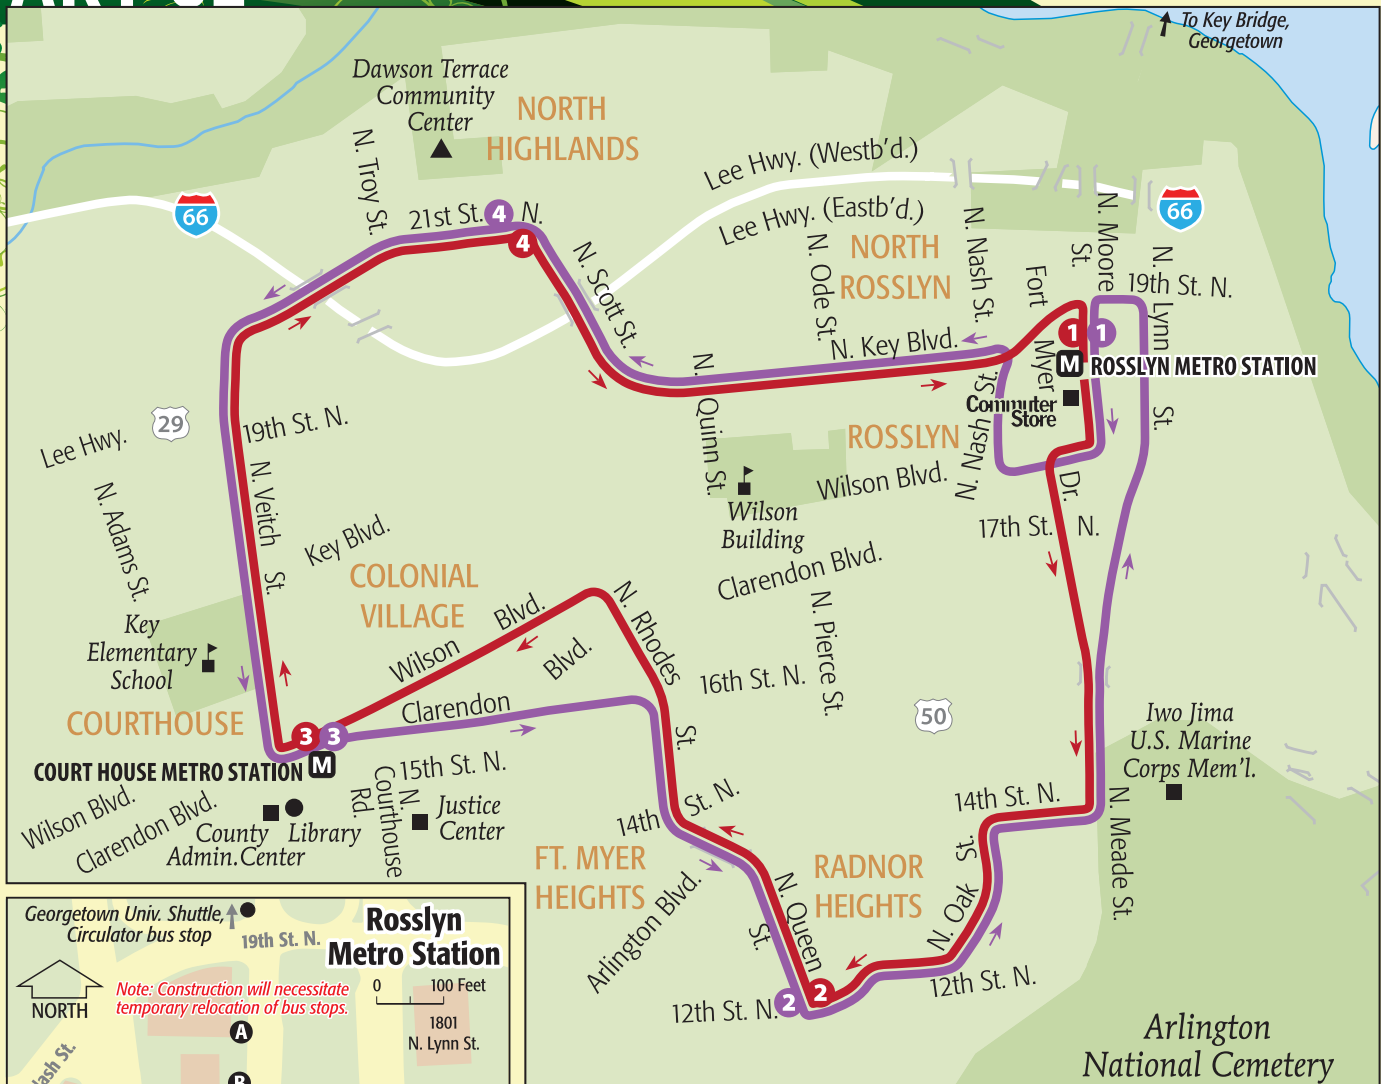 To Key Bridge,
Georgetown
Dawson Terrace
Community
Center
NORTH
HIGHLANDS
N. Troy St.
Lee Hwy. (Westb'd.)
Lee Hwy. (Eastb'd.)
66
66
21st St.
4
N.
4
N. Scott St.
N. Ode St.
NORTH
ROSSLYN
N. Nash St.
Fort
Myer
Dr.
N. Moore
St.
N.
Lynn
St.
19th St. N.
1
1
M
ROSSLYN METRO STATION
N. Key Blvd.
Commuter
Store
N. Nash St.
N. Quinn St.
ROSSLYN
Wilson Blvd.
Wilson
Building
29
Lee Hwy.
19th St. N.
N. Veitch
St.
N. Adams St.
Key Blvd.
17th St. N.
COLONIAL
VILLAGE
Clarendon Blvd.
N. Pierce St.
Key
Elementary
School
Wilson
Blvd.
Blvd.
Clarendon
N. Rhodes
St.
16th St. N.
50
Iwo Jima
U.S. Marine
Corps Mem'l.
COURTHOUSE
3
3
M
COURT HOUSE METRO STATION
15th St. N.
N.
Courthouse
Rd.
Wilson Blvd.
Clarendon Blvd.
County
Admin.Center
Library
Justice
Center
14th
St. N.
14th St. N.
N. Meade St.
FT. MYER
HEIGHTS
RADNOR
HEIGHTS
Arlington Blvd.
N. Queen
St.
N. Oak
St.
12th St. N.
2
2
12th St. N.
Arlington
National Cemetery
Georgetown Univ. Shuttle,
Circulator bus stop
19th St. N.
Rosslyn
Metro Station
NORTH
Note: Construction will necessitate
temporary relocation of bus stops.
0
100 Feet
1801
N. Lynn St.
A
B